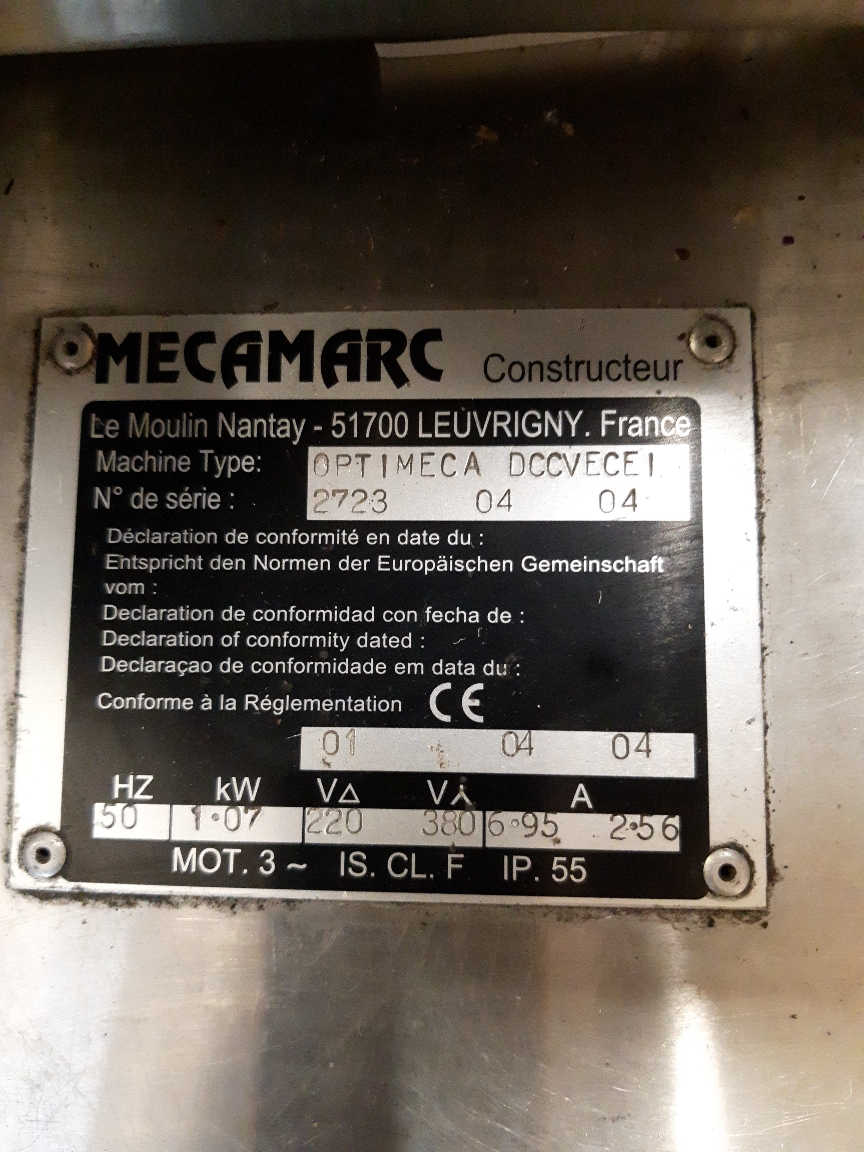 MECAMARC Constructeur
Le Moulin Nantay - 51700 LEUVRIGNY. France
Machine Type: OPTIMECA DCCVECEI
N° de série : 2723 04 04
Déclaration de conformité en date du :
Entspricht den Normen der Europäischen Gemeinschaft
vom :
Declaration de conformidad con fecha de :
Declaration of conformity dated :
Declaraçao de conformidade em data du :
Conforme à la Réglementation CE
01 04 04
HZ kW V△ V⅄ A
50 1.07 220 380 6.95 2.56
MOT. 3 ~ IS. CL. F IP. 55